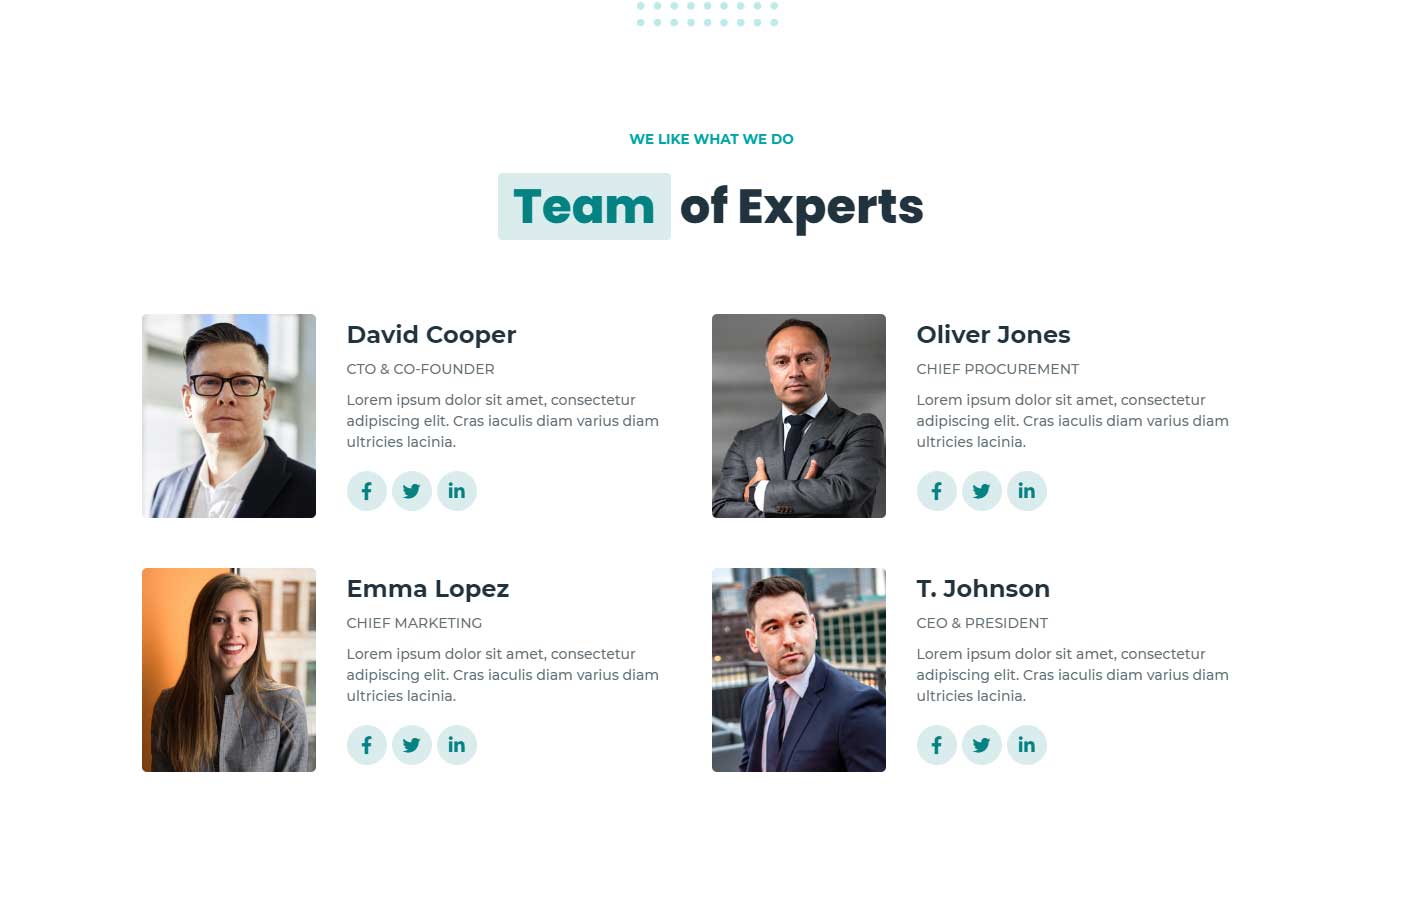 WE LIKE WHAT WE DO
Team of Experts
David Cooper
CTO & CO-FOUNDER
Lorem ipsum dolor sit amet, consectetur
adipiscing elit. Cras iaculis diam varius diam
ultricies lacinia.
Oliver Jones
CHIEF PROCUREMENT
Lorem ipsum dolor sit amet, consectetur
adipiscing elit. Cras iaculis diam varius diam
ultricies lacinia.
Emma Lopez
CHIEF MARKETING
Lorem ipsum dolor sit amet, consectetur
adipiscing elit. Cras iaculis diam varius diam
ultricies lacinia.
T. Johnson
CEO & PRESIDENT
Lorem ipsum dolor sit amet, consectetur
adipiscing elit. Cras iaculis diam varius diam
ultricies lacinia.